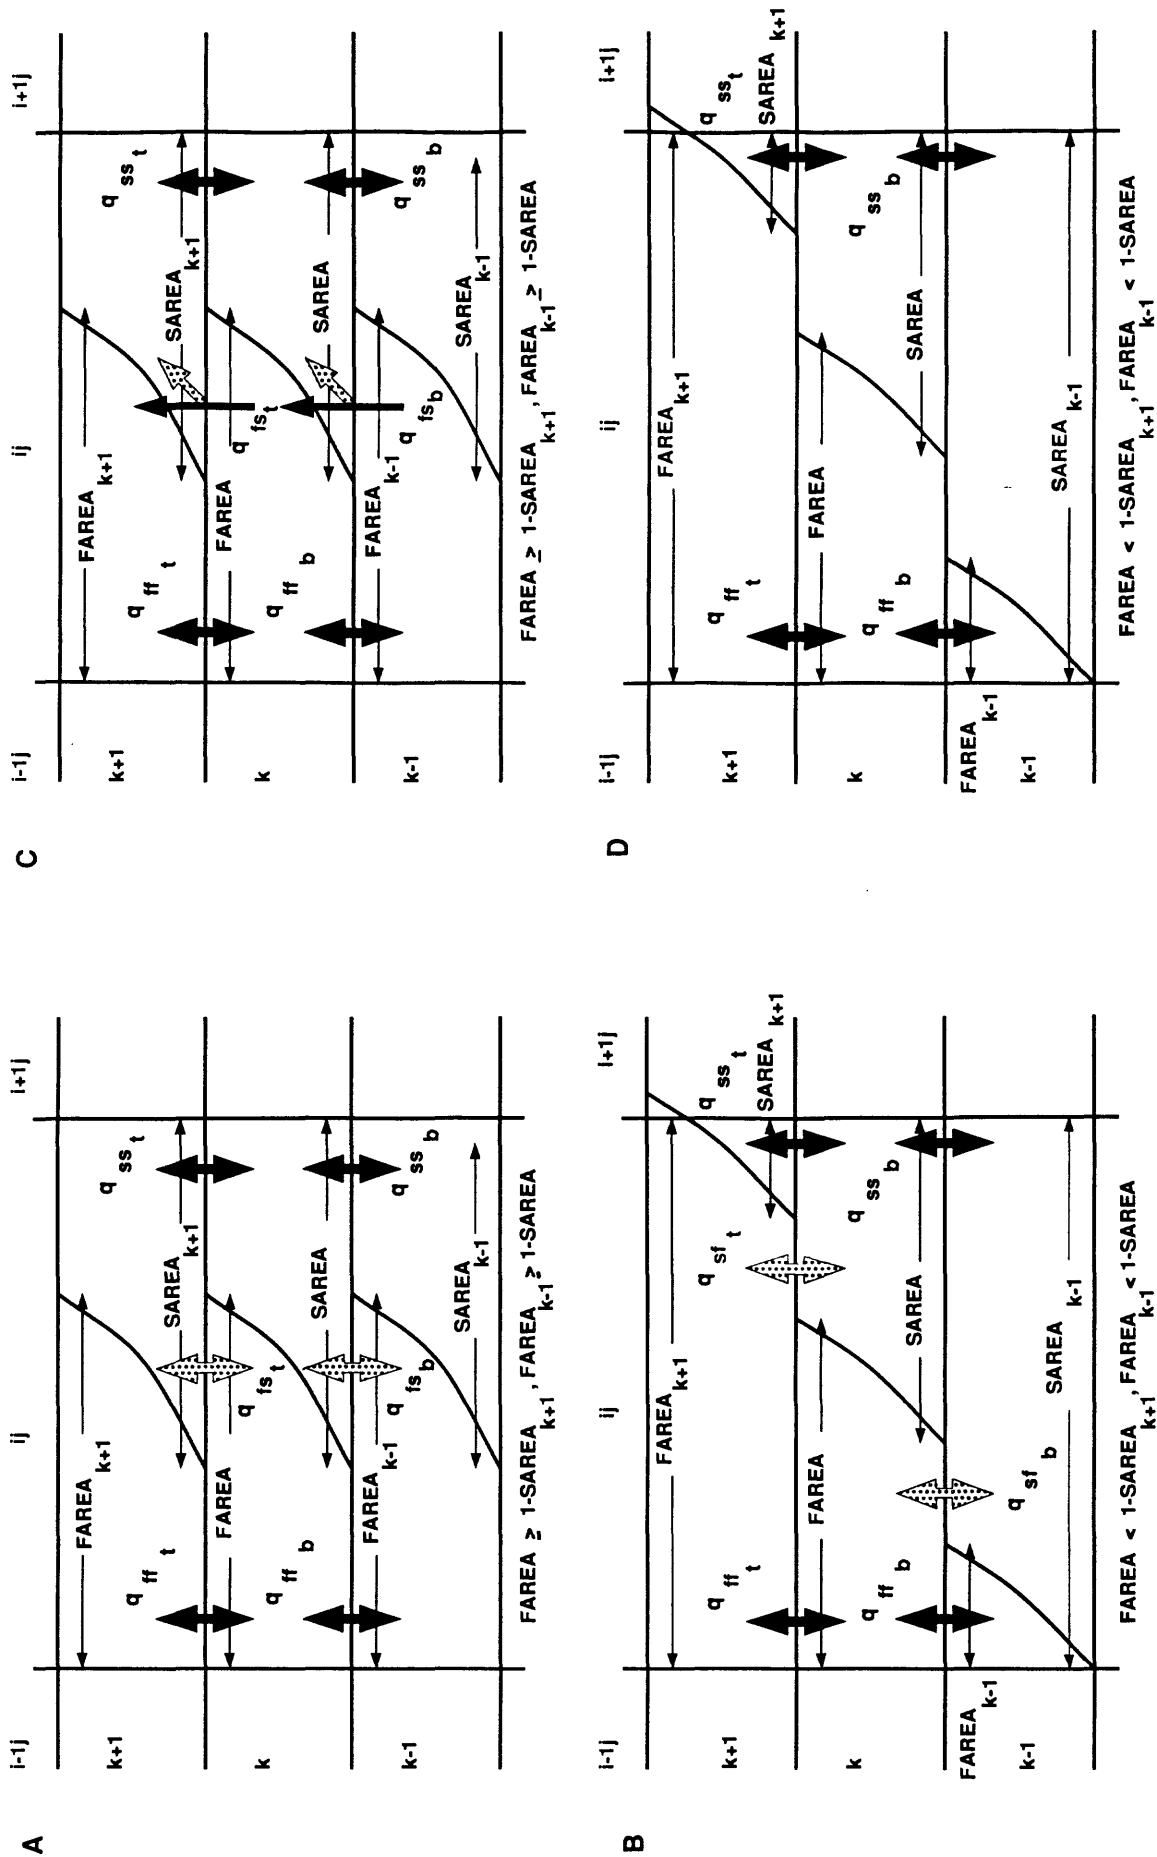 A
i-1j ij i+1j
k+1
FAREA k+1
q ff t
q ss t
SAREA k+1
k
FAREA
q fs t
SAREA
q ff b
q ss b
k-1
FAREA k-1
q fs b
SAREA k-1
FAREA ≥ 1-SAREA k+1, FAREA k-1 ≥ 1-SAREA
C
i-1j ij i+1j
k+1
FAREA k+1
q ff t
q ss t
SAREA k+1
k
FAREA
q fs t
SAREA
q ff b
q ss b
k-1
FAREA k-1
q fs b
SAREA k-1
FAREA ≥ 1-SAREA k+1, FAREA k-1 ≥ 1-SAREA
B
i-1j ij i+1j
k+1
FAREA k+1
q ff t
q sf t
q ss t
SAREA k+1
k
FAREA
SAREA
q ff b
q ss b
FAREA k-1
k-1
q sf b
SAREA k-1
FAREA < 1-SAREA k+1, FAREA k-1 < 1-SAREA
D
i-1j ij i+1j
k+1
FAREA k+1
q ff t
q ss t
SAREA k+1
k
FAREA
SAREA
q ff b
q ss b
FAREA k-1
k-1
SAREA k-1
FAREA < 1-SAREA k+1, FAREA k-1 < 1-SAREA